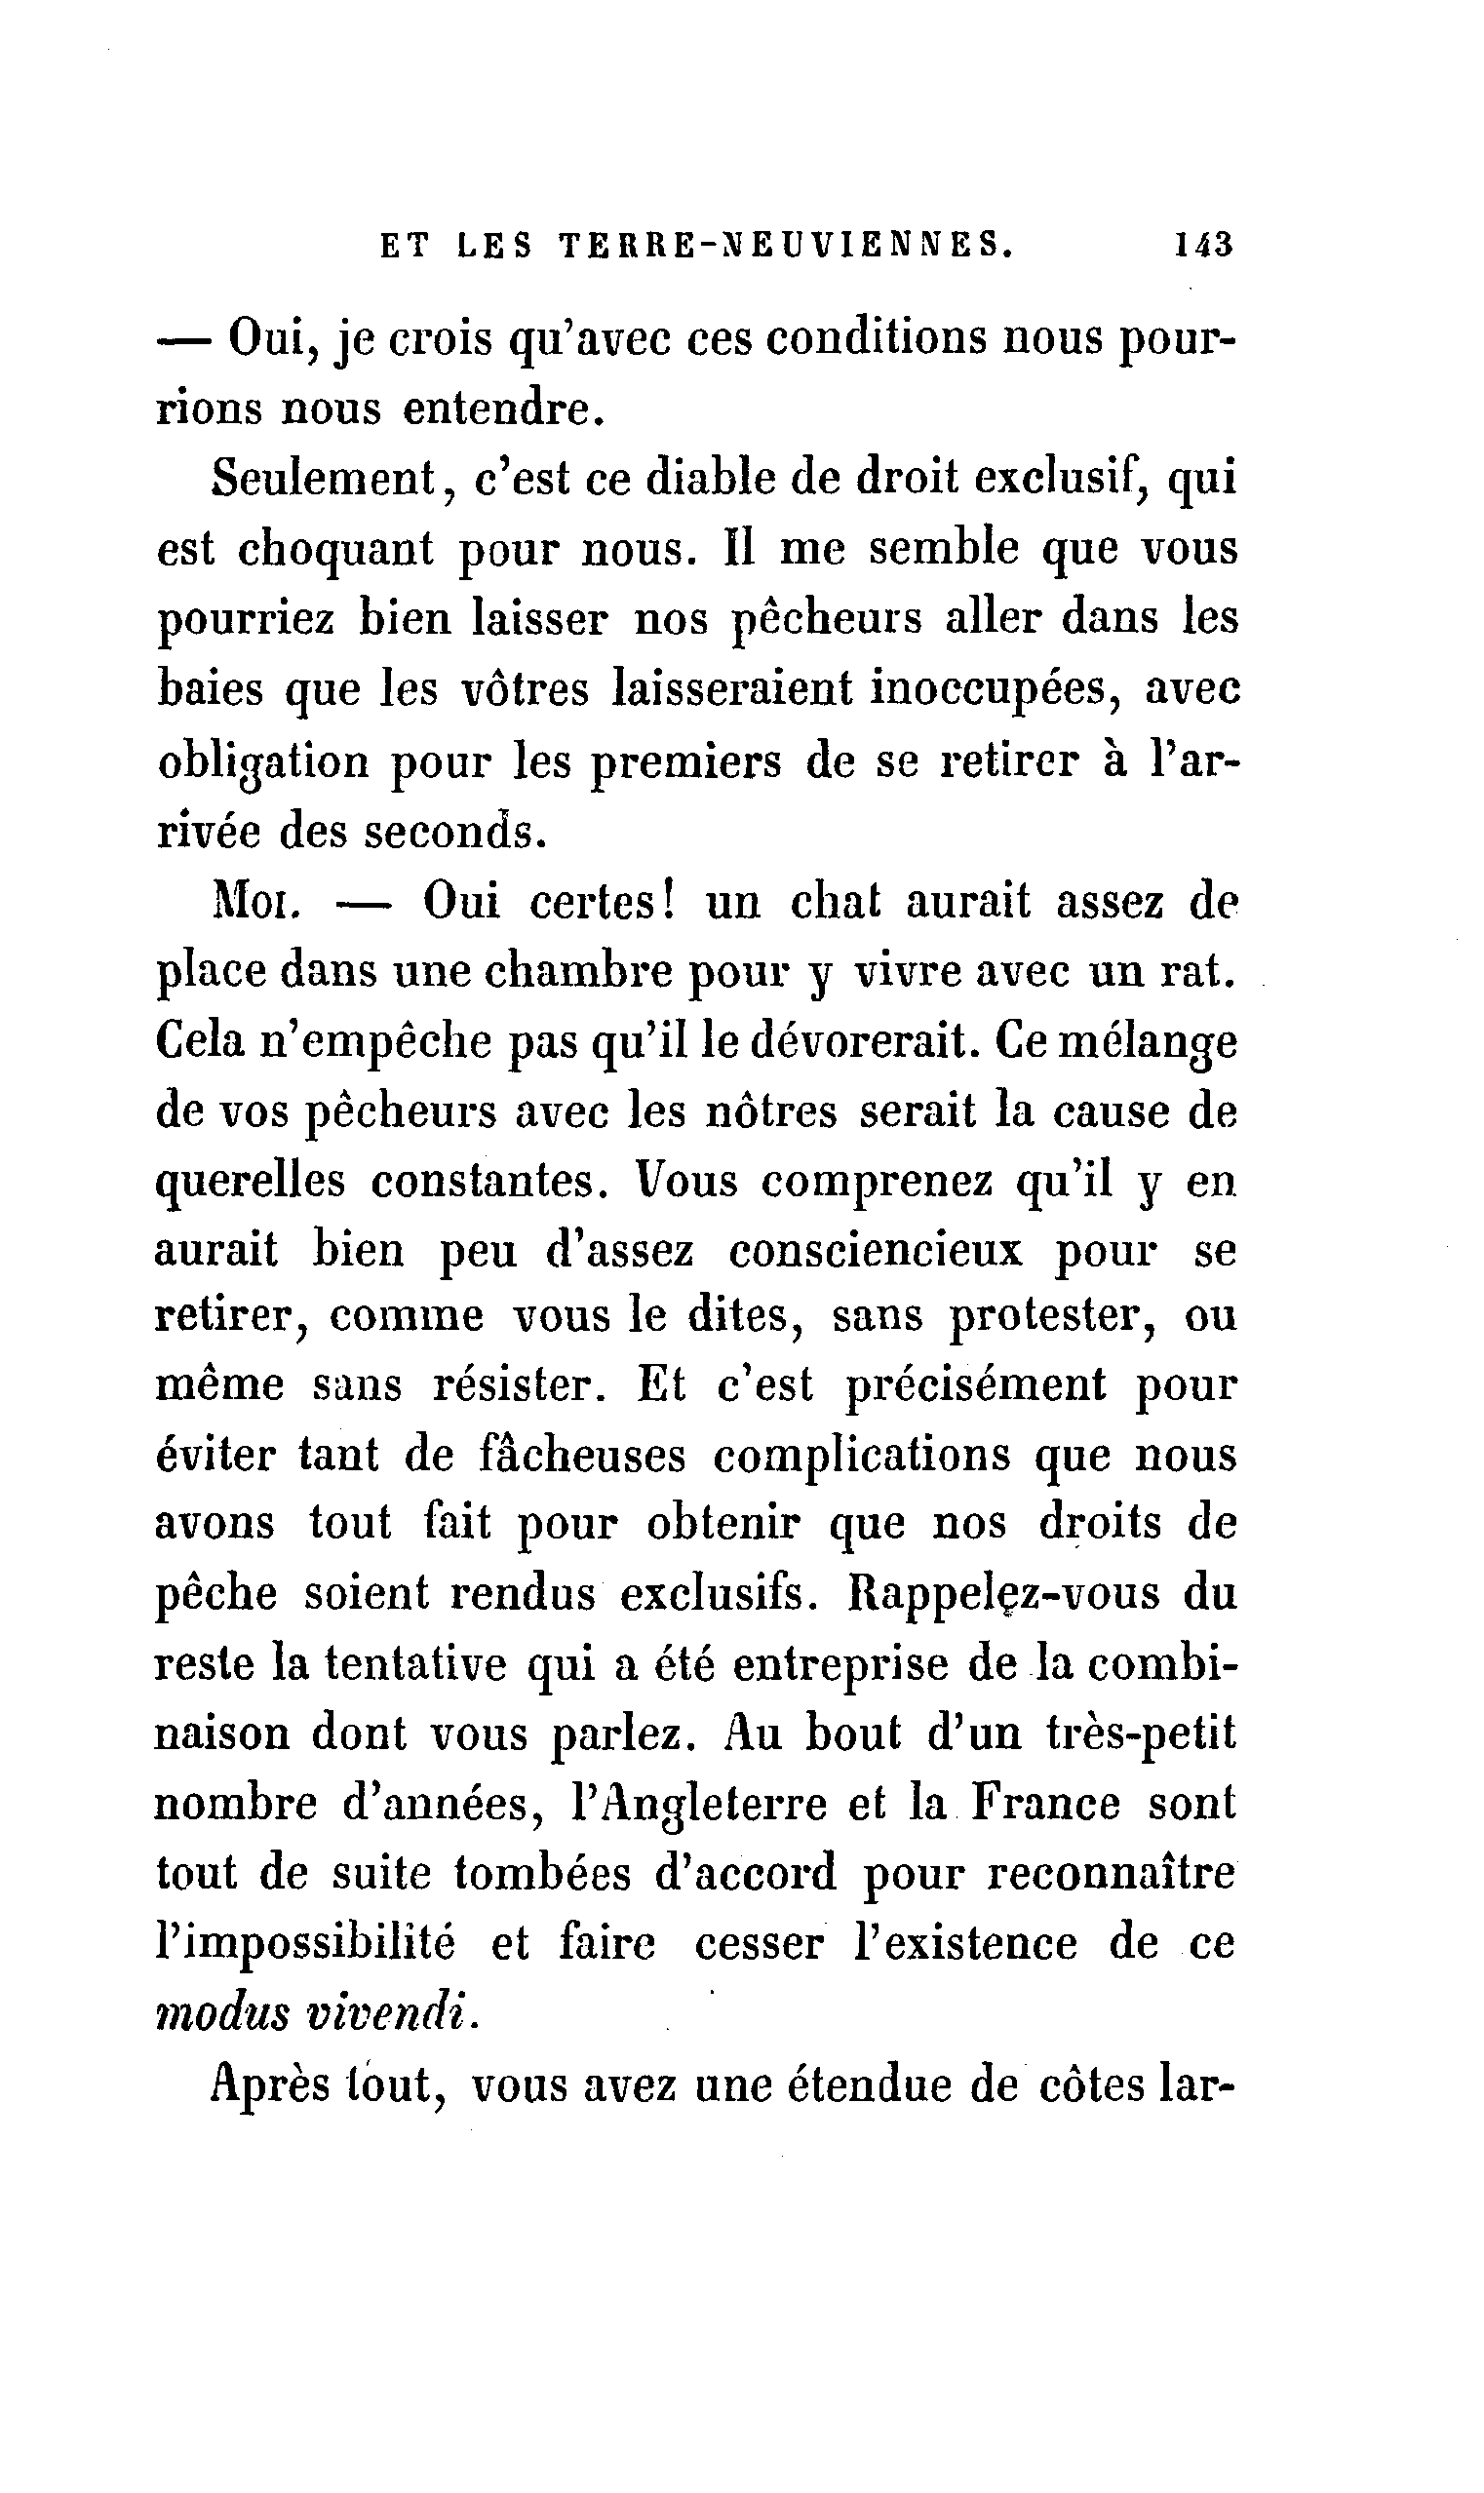 ET LES TERRE-NEUVIENNES. 143
— Oui, je crois qu'avec ces conditions nous pour-
rions nous entendre.
Seulement, c'est ce diable de droit exclusif, qui
est choquant pour nous. Il me semble que vous
pourriez bien laisser nos pêcheurs aller dans les
baies que les vôtres laisseraient inoccupées, avec
obligation pour les premiers de se retirer à l'ar-
rivée des seconds.
MOI. — Oui certes! un chat aurait assez de
place dans une chambre pour y vivre avec un rat.
Cela n'empêche pas qu'il le dévorerait. Ce mélange
de vos pêcheurs avec les nôtres serait la cause de
querelles constantes. Vous comprenez qu'il y en
aurait bien peu d'assez consciencieux pour se
retirer, comme vous le dites, sans protester, ou
même sans résister. Et c'est précisément pour
éviter tant de fâcheuses complications que nous
avons tout fait pour obtenir que nos droits de
pêche soient rendus exclusifs. Rappelez-vous du
reste la tentative qui a été entreprise de la combi-
naison dont vous parlez. Au bout d'un très-petit
nombre d'années, l'Angleterre et la France sont
tout de suite tombées d'accord pour reconnaître
l'impossibilité et faire cesser l'existence de ce
modus vivendi.
Après tout, vous avez une étendue de côtes lar-